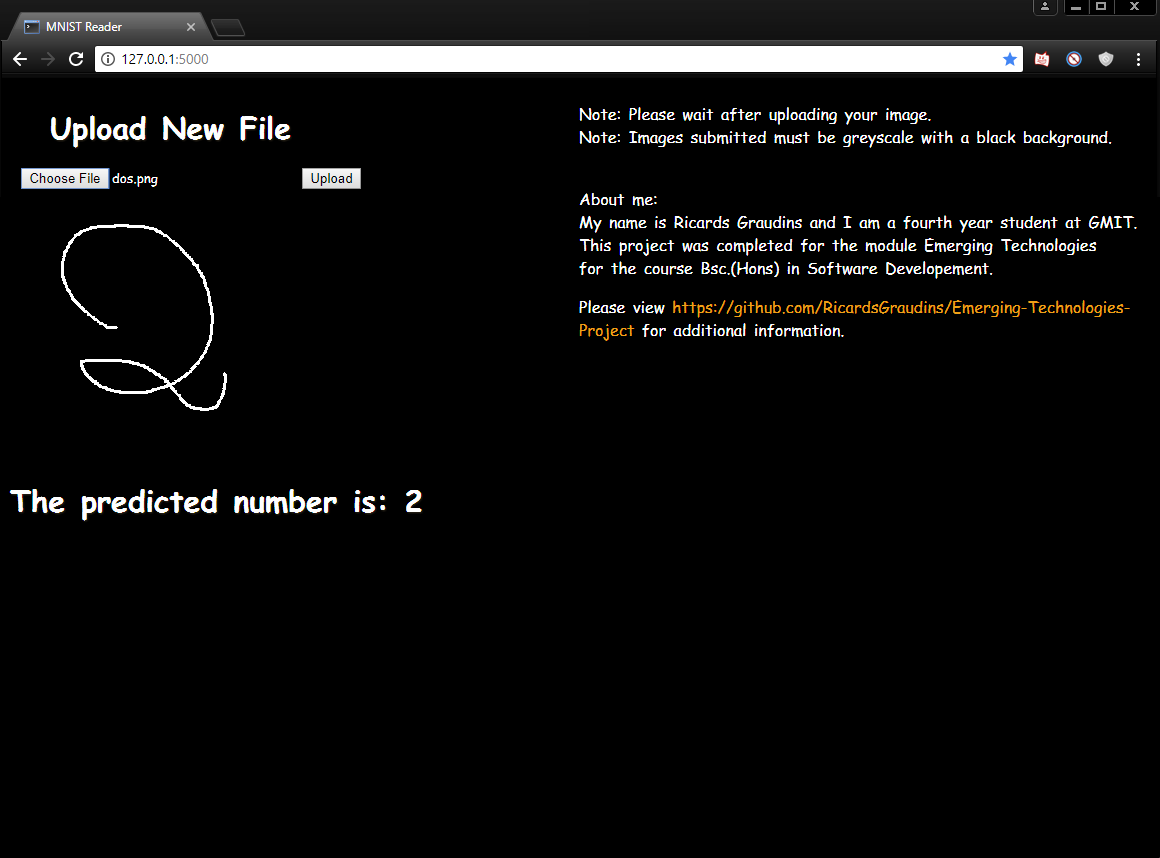 MNIST Reader
127.0.0.1:5000
Upload New File
Choose File dos.png Upload
2
The predicted number is: 2
Note: Please wait after uploading your image.
Note: Images submitted must be greyscale with a black background.
About me:
My name is Ricards Graudins and I am a fourth year student at GMIT.
This project was completed for the module Emerging Technologies
for the course Bsc.(Hons) in Software Developement.
Please view https://github.com/RicardsGraudins/Emerging-Technologies-
Project for additional information.